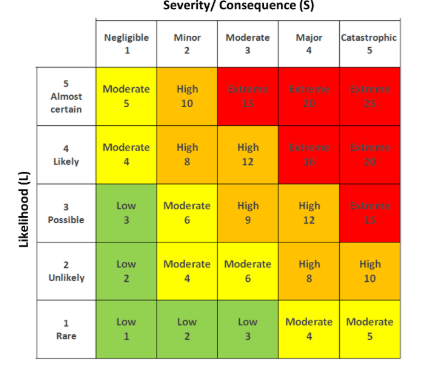 Severity/ Consequence (S)
Negligible
1
Minor
2
Moderate
3
Major
4
Catastrophic
5
Likelihood (L)
5
Almost
certain
Moderate
5
High
10
Extreme
15
Extreme
20
Extreme
25
4
Likely
Moderate
4
High
8
High
12
Extreme
16
Extreme
20
3
Possible
Low
3
Moderate
6
High
9
High
12
Extreme
15
2
Unlikely
Low
2
Moderate
4
Moderate
6
High
8
High
10
1
Rare
Low
1
Low
2
Low
3
Moderate
4
Moderate
5